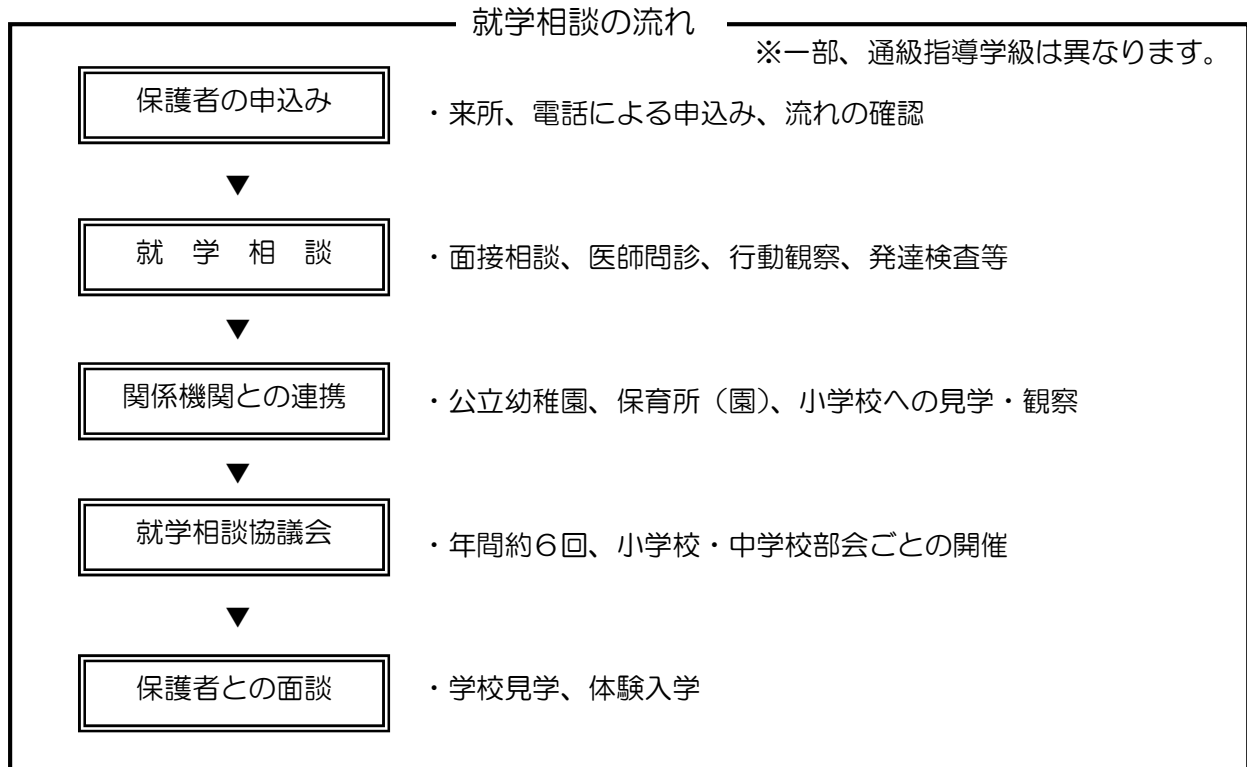 就学相談の流れ
※一部、通級指導学級は異なります。
保護者の申込み
・来所、電話による申込み、流れの確認
▼
就　学　相　談
・面接相談、医師問診、行動観察、発達検査等
▼
関係機関との連携
・公立幼稚園、保育所（園）、小学校への見学・観察
▼
就学相談協議会
・年間約６回、小学校・中学校部会ごとの開催
▼
保護者との面談
・学校見学、体験入学